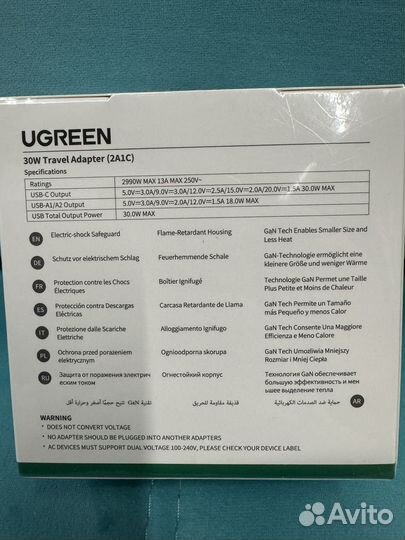 UGREEN
30W Travel Adapter (2A1C)
Specifications
Ratings 2990W MAX 13A MAX 250V~
USB-C Output 5.0V⎓3.0A/9.0V⎓3.0A/12.0V⎓2.5A/15.0V⎓2.0A/20.0V⎓1.5A 30.0W MAX
USB-A1/A2 Output 5.0V⎓3.0A/9.0V⎓2.0A/12.0V⎓1.5A 18.0W MAX
USB Total Output Power 30.0W MAX
EN Electric-shock Safeguard Flame-Retardant Housing GaN Tech Enables Smaller Size and
Less Heat
DE Schutz vor elektrischem Schlag Feuerhemmende Schale GaN-Technologie ermöglicht eine
kleinere Größe und weniger Wärme
FR Protection contre les Chocs Boîtier Ignifugé Technologie GaN Permet une Taille
Électriques Plus Petite et Moins de Chaleur
ES Protección contra Descargas Carcasa Retardante de Llama GaN Tech Permite un Tamaño
Eléctricas más Pequeño y menos Calor
IT Protezione dalle Scariche Alloggiamento Ignifugo GaN Tech Consente Una Maggiore
Elettriche Efficienza e Meno Calore
PL Ochrona przed porażeniem Ognioodporna skorupa GaN Tech Umożliwia Mniejszy
elektrycznym Rozmiar i Mniej Ciepła
RU Защита от поражения электрич Огнестойкий корпус Технология GaN обеспечивает
еским током большую эффективность и мен
ьшее выделение тепла
AR حماية ضد الصدمات الكهربائية قذيفة مقاومة للحريق تقنية GaN تتيح حجمًا أصغر وحرارة أقل
WARNING
• DOES NOT CONVERT VOLTAGE
• NO ADAPTER SHOULD BE PLUGGED INTO ANOTHER ADAPTERS
• AC DEVICES MUST SUPPORT DUAL VOLTAGE 100-240V, PLEASE CHECK YOUR DEVICE LABEL
Avito